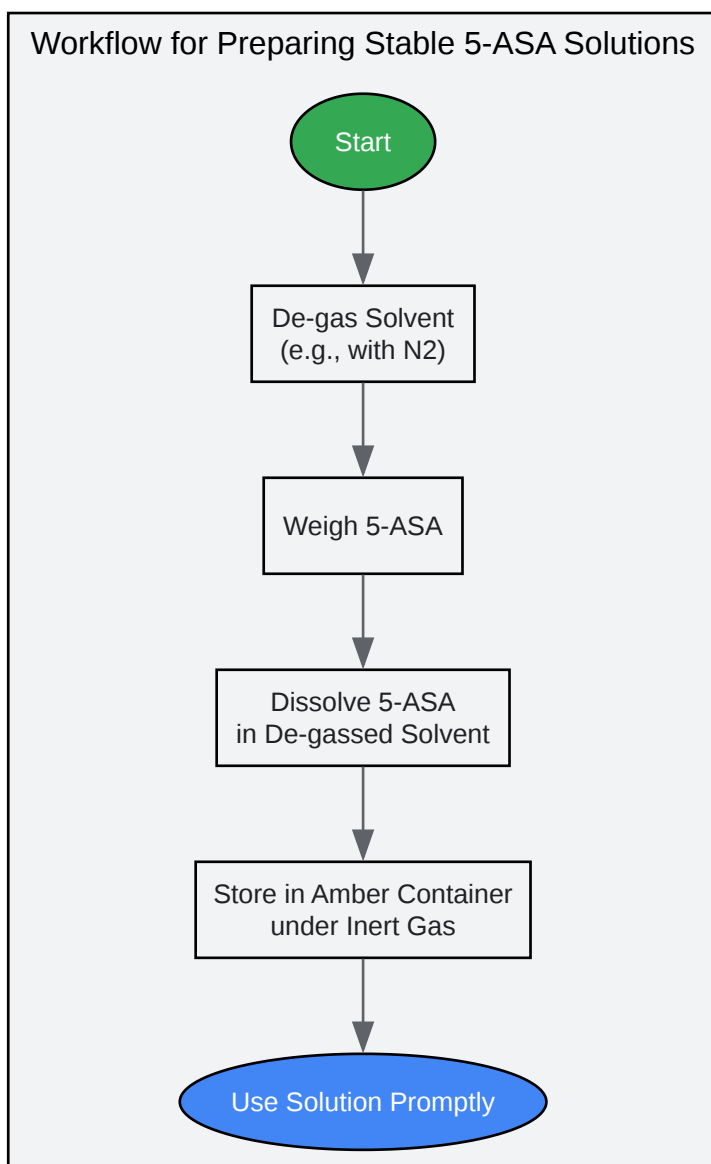 Workflow for Preparing Stable 5-ASA Solutions
Start
De-gas Solvent
(e.g., with N2)
Weigh 5-ASA
Dissolve 5-ASA
in De-gassed Solvent
Store in Amber Container
under Inert Gas
Use Solution Promptly